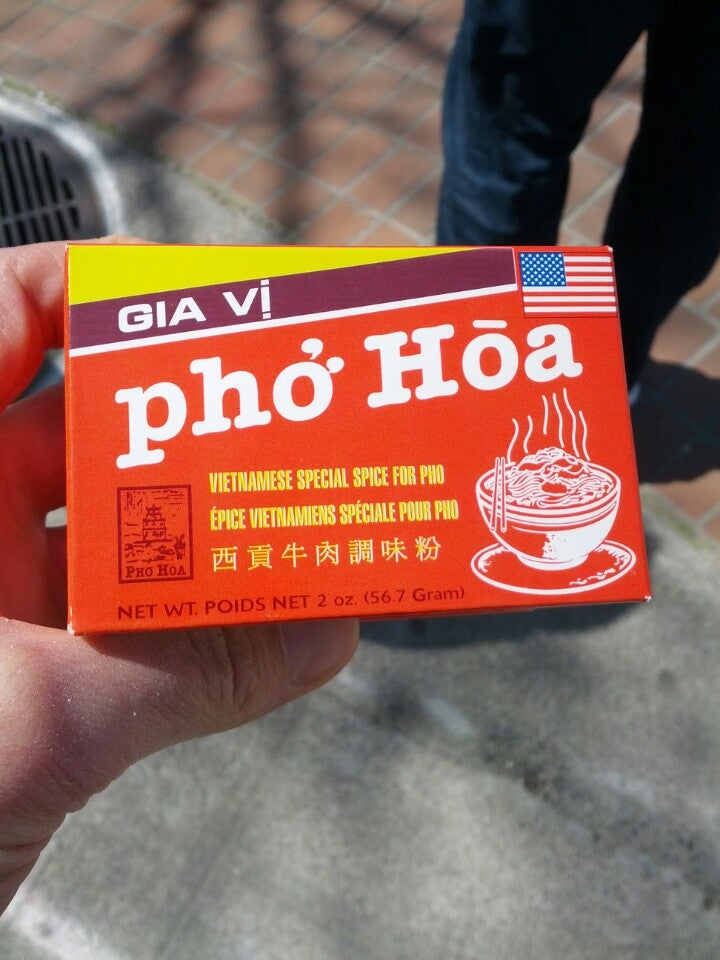 GIA VỊ
phở Hòa
VIETNAMESE SPECIAL SPICE FOR PHO
ÉPICE VIETNAMIENS SPÉCIALE POUR PHO
西貢牛肉調味粉
PHO HOA
NET WT. POIDS NET 2 oz. (56.7 Gram)